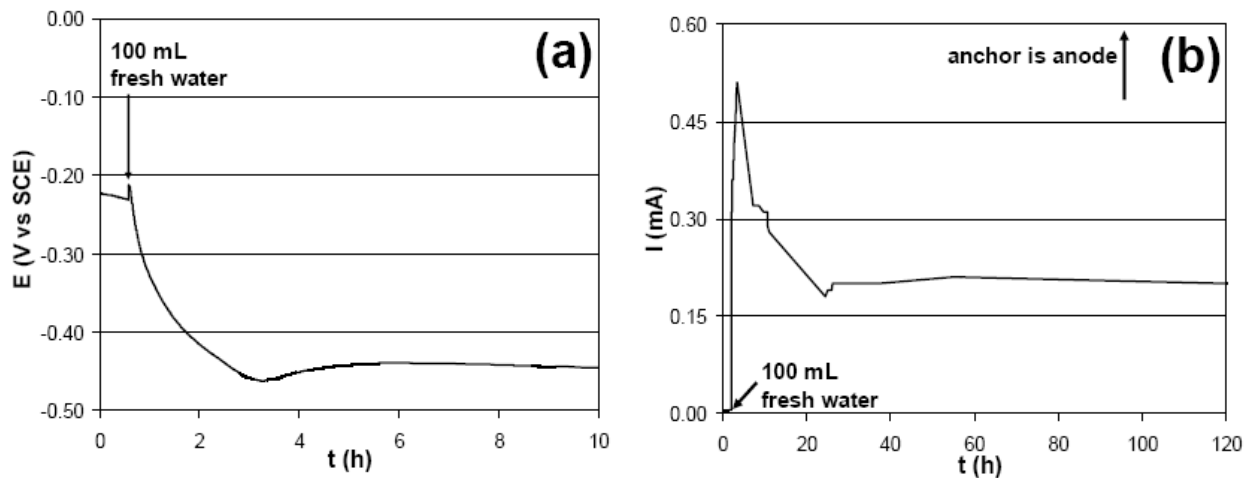 (a)
100 mL
fresh water
E (V vs SCE)
0.00
-0.10
-0.20
-0.30
-0.40
-0.50
0 2 4 6 8 10
t (h)
(b)
anchor is anode
100 mL
fresh water
I (mA)
0.60
0.45
0.30
0.15
0.00
0 20 40 60 80 100 120
t (h)